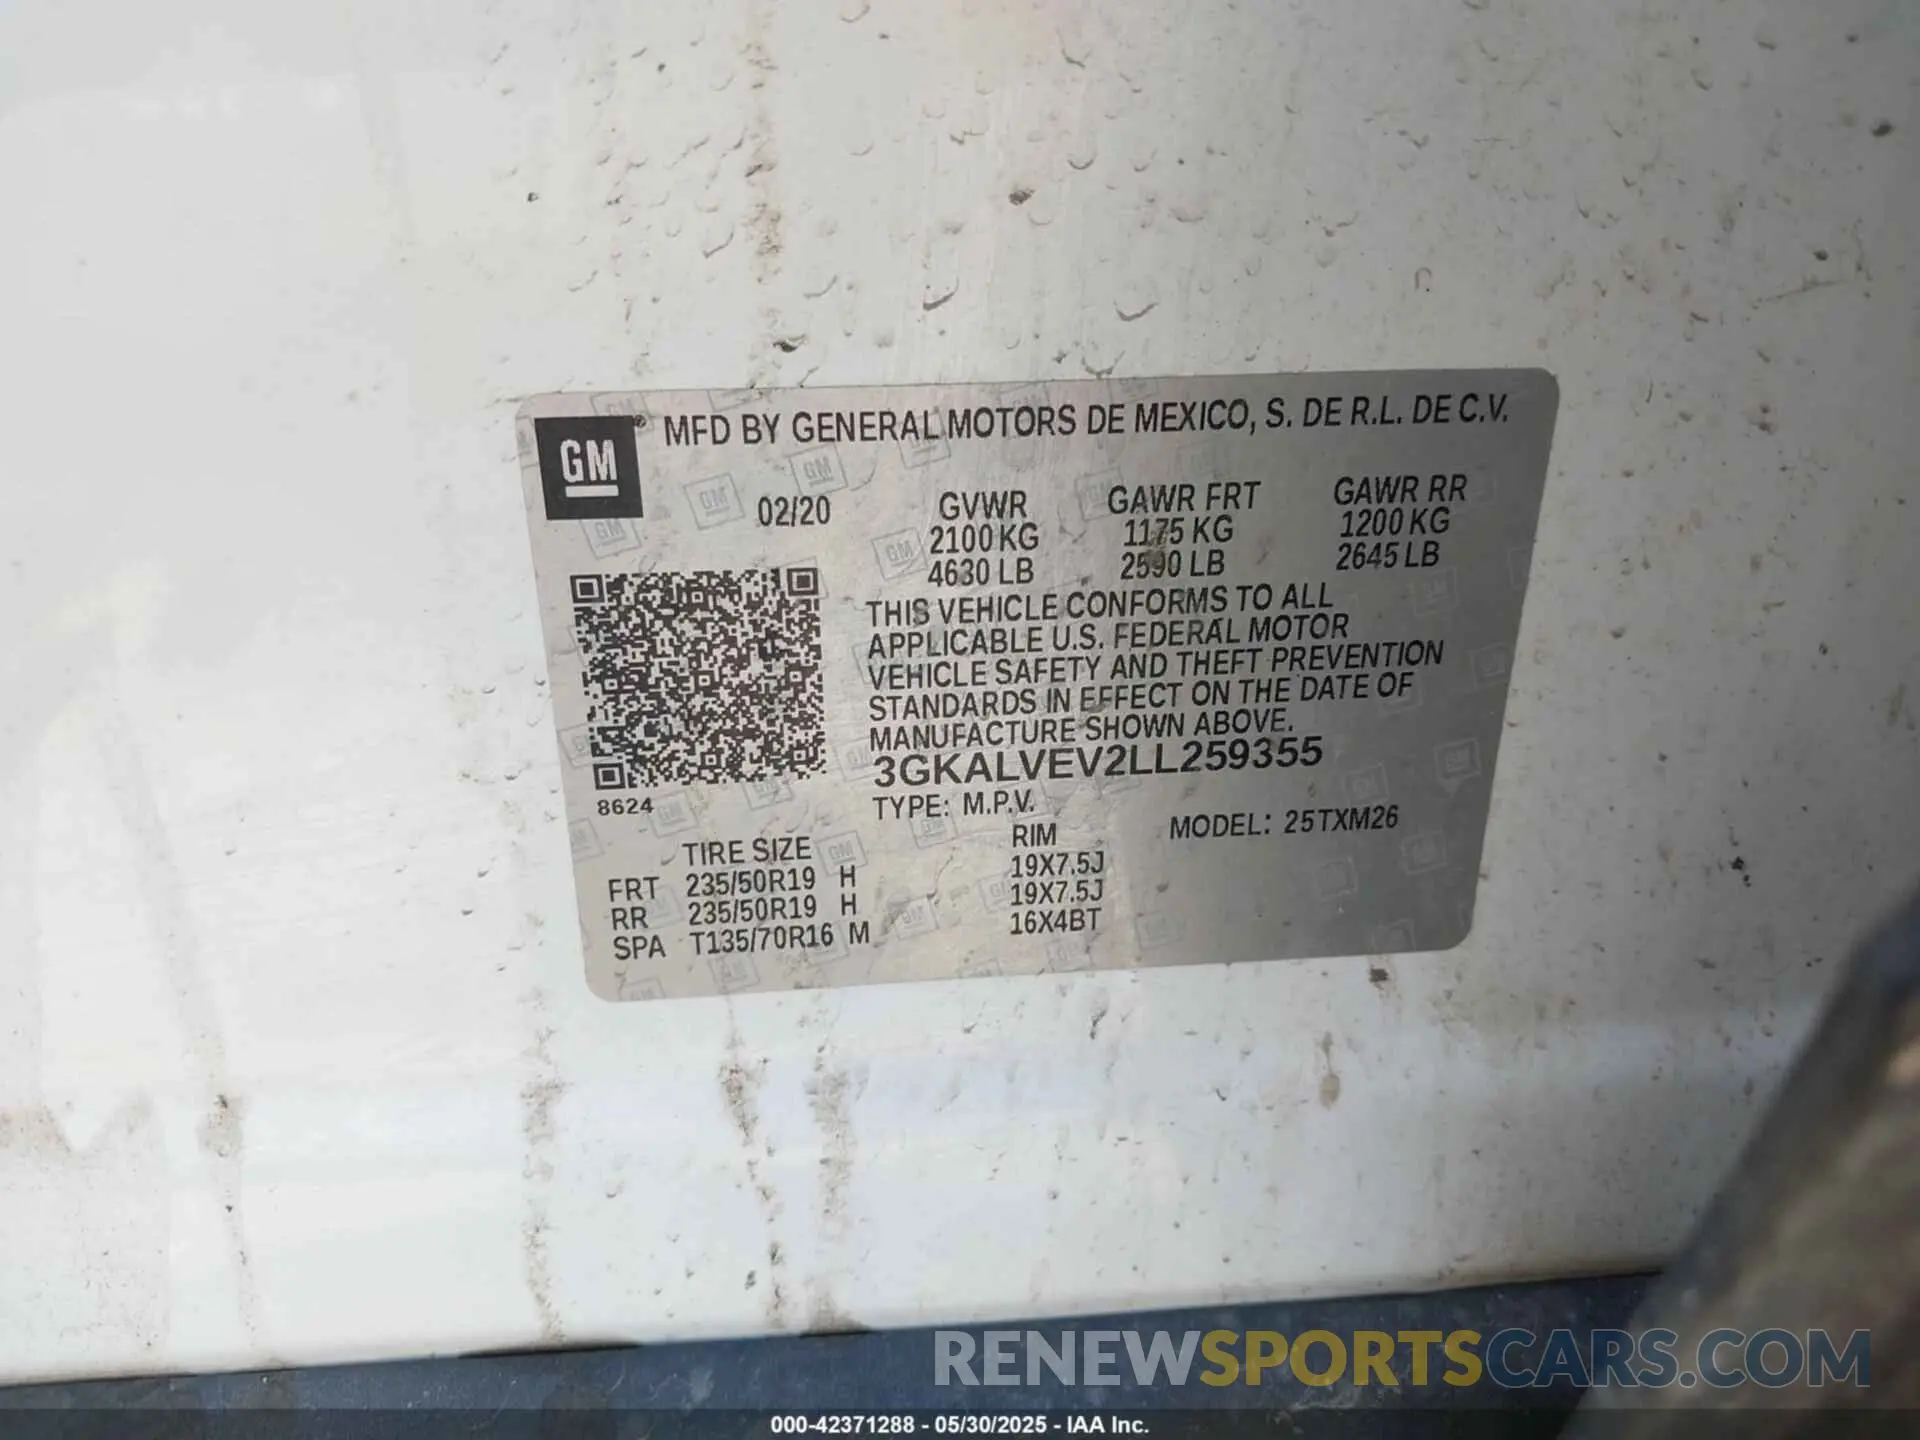 GM ® MFD BY GENERAL MOTORS DE MEXICO, S. DE R.L. DE C.V.
02/20 GVWR GAWR FRT GAWR RR
2100 KG 1175 KG 1200 KG
4630 LB 2590 LB 2645 LB
THIS VEHICLE CONFORMS TO ALL
APPLICABLE U.S. FEDERAL MOTOR
VEHICLE SAFETY AND THEFT PREVENTION
STANDARDS IN EFFECT ON THE DATE OF
MANUFACTURE SHOWN ABOVE.
3GKALVEV2LL259355
8624 TYPE: M.P.V. MODEL: 25TXM26
TIRE SIZE RIM
FRT 235/50R19 H 19X7.5J
RR 235/50R19 H 19X7.5J
SPA T135/70R16 M 16X4BT
RENEWSPORTSCARS.COM
000-42371288 - 05/30/2025 - IAA Inc.